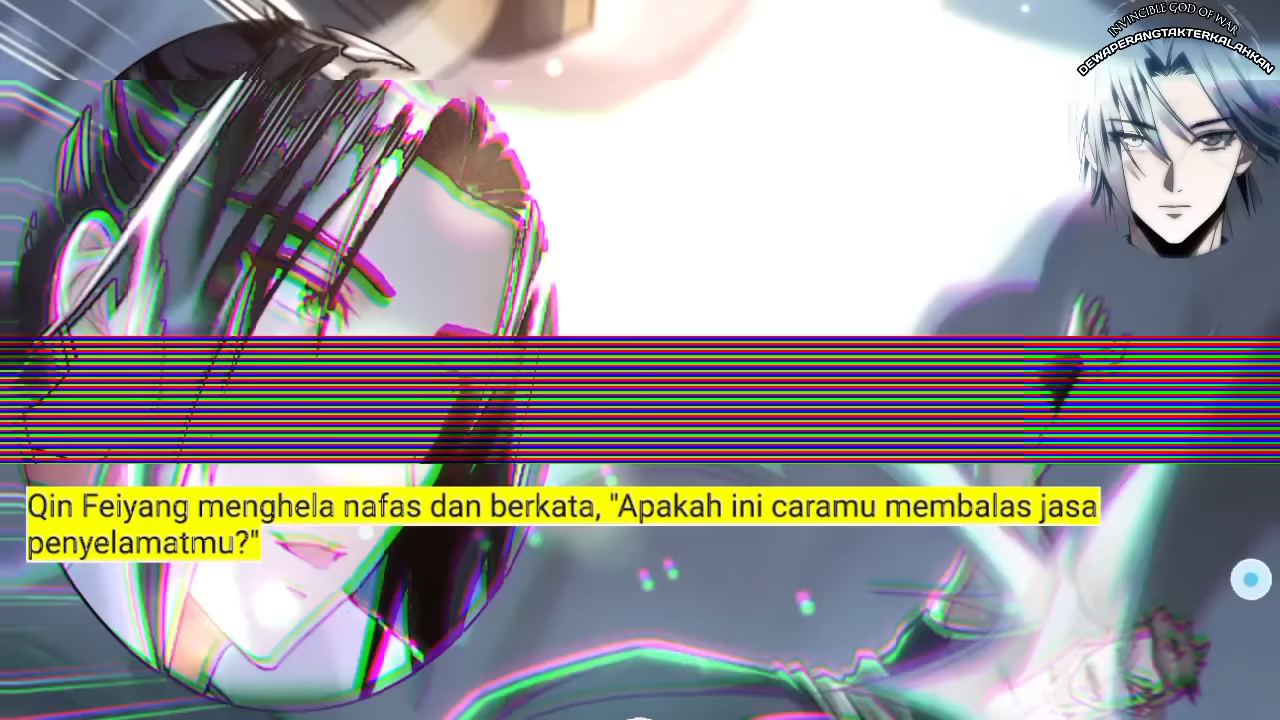 INVINCIBLE GOD OF WAR
DEWAPERANGTAKTERKALAHKAN
Qin Feiyang menghela nafas dan berkata, "Apakah ini caramu membalas jasa
penyelamatmu?"